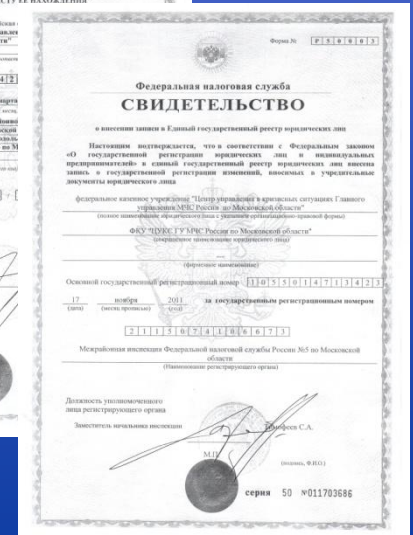 СТУ ЕЕ НАХОЖДЕНИЯ
Форма № Р 5 0 0 0 3
Федеральная налоговая служба
СВИДЕТЕЛЬСТВО
о внесении записи в Единый государственный реестр юридических лиц
Настоящим подтверждается, что в соответствии с Федеральным законом
«О государственной регистрации юридических лиц и индивидуальных
предпринимателей» в единый государственный реестр юридических лиц внесена
запись о государственной регистрации изменений, вносимых в учредительные
документы юридического лица
федеральное казенное учреждение "Центр управления в кризисных ситуациях Главного
управления МЧС России по Московской области"
(полное наименование юридического лица с указанием организационно-правовой формы)
ФКУ "ЦУКС ГУ МЧС России по Московской области"
(сокращенное наименование юридического лица)
---
(фирменное наименование)
Основной государственный регистрационный номер 1 0 5 5 0 1 4 7 1 3 4 2 3
17 ноября 2011 за государственным регистрационным номером
(дата) (месяц прописью) (год)
2 1 1 5 0 7 4 1 0 6 6 7 3
Межрайонная инспекция Федеральной налоговой службы России №5 по Московской
области
(Наименование регистрирующего органа)
Должность уполномоченного
лица регистрирующего органа
Заместитель начальника инспекции Тимофеев С.А.
М.П.
(подпись, Ф.И.О.)
серия 50 №011703686